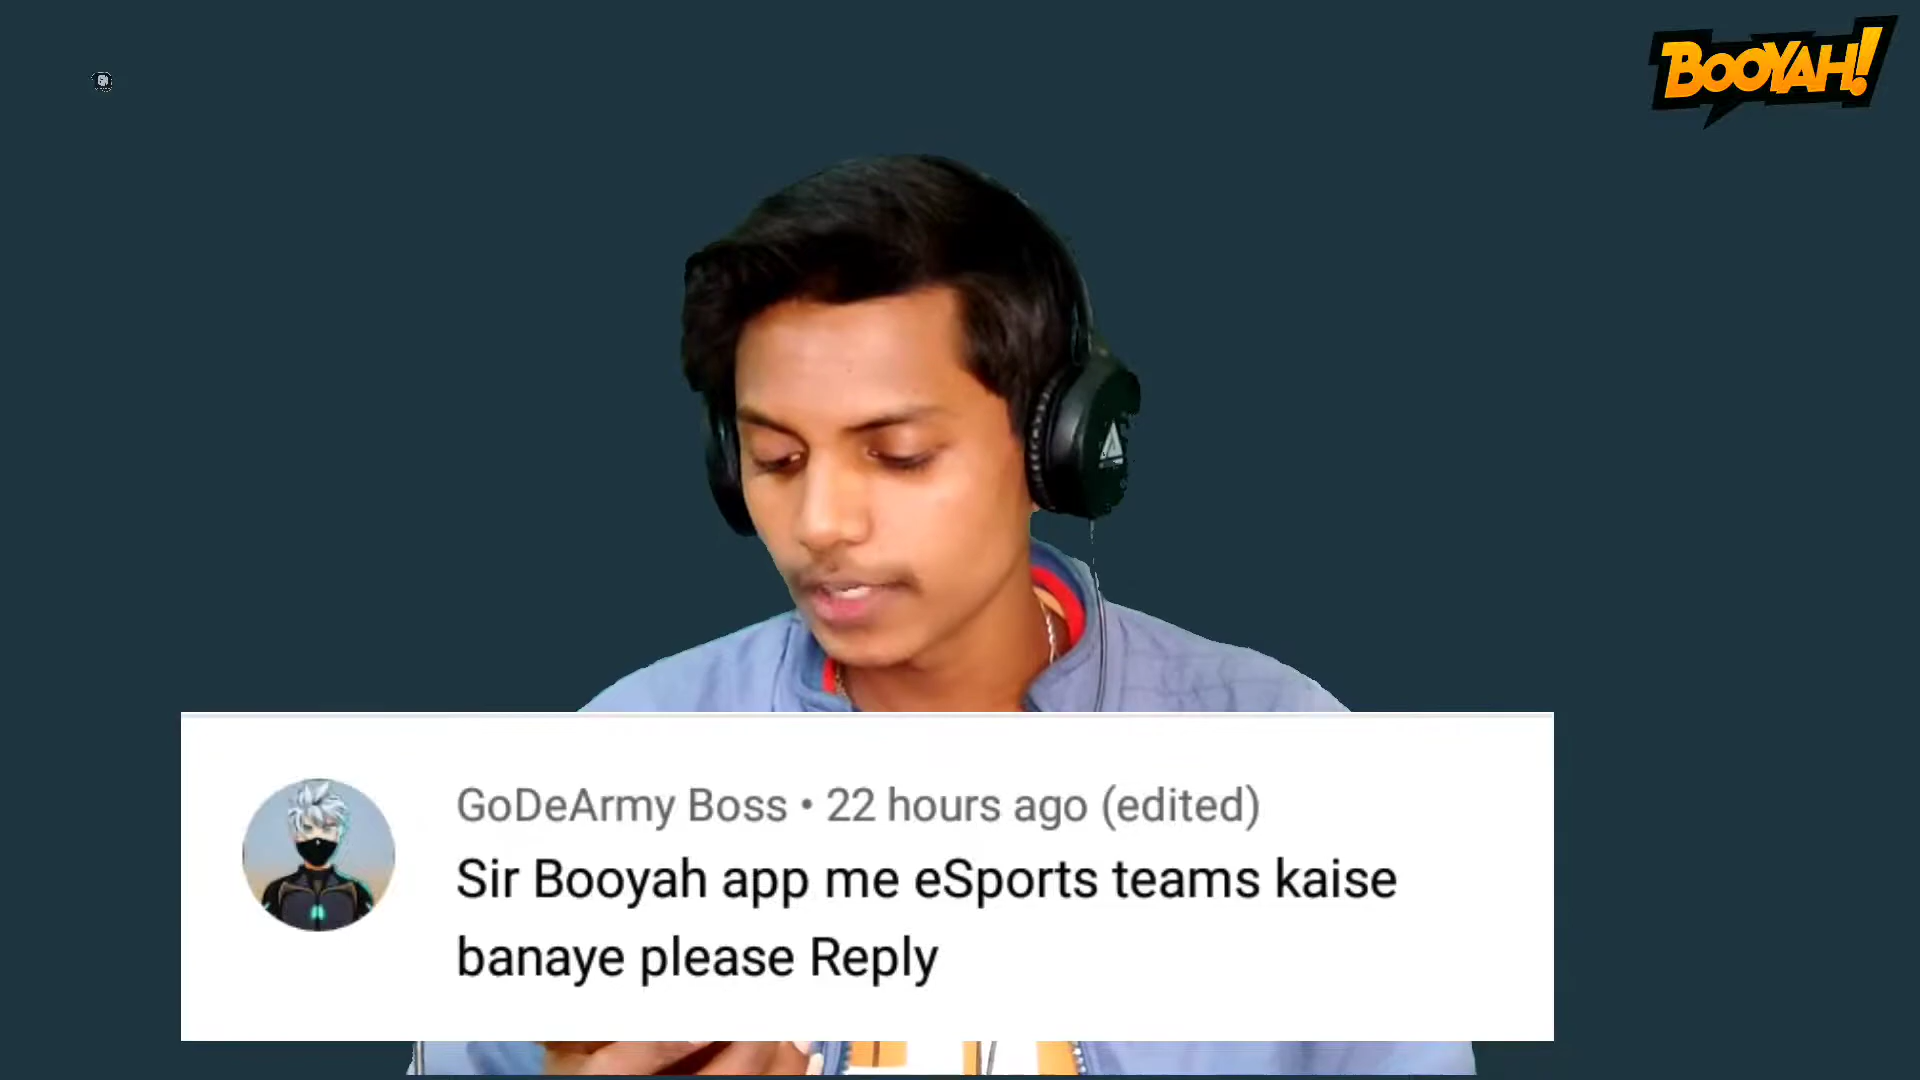 BOOYAH!
GoDeArmy Boss • 22 hours ago (edited)
Sir Booyah app me eSports teams kaise
banaye please Reply